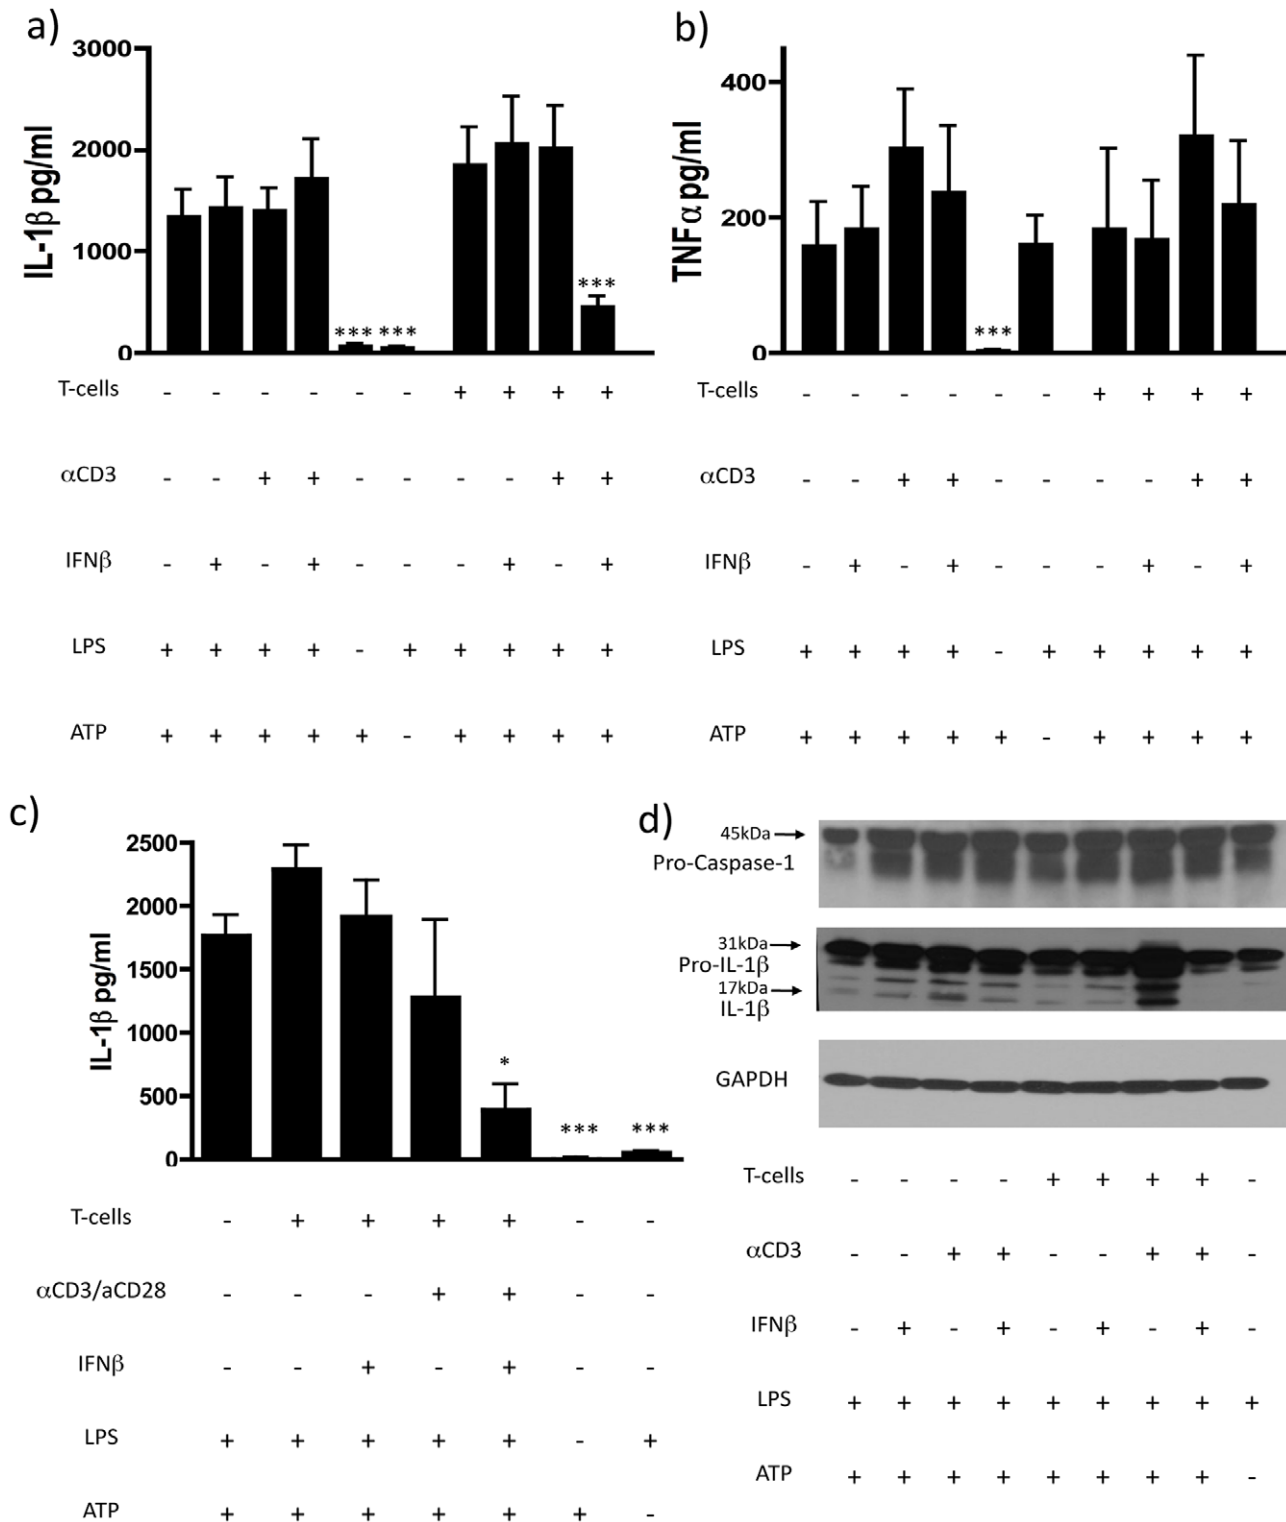 a)
3000
2000
1000
0
IL-1β pg/ml
*** ***
***
T-cells - - - - - - + + + +
αCD3 - - + + - - - - + +
IFNβ - + - + - - - + - +
LPS + + + + - + + + + +
ATP + + + + + - + + + +
b)
400
200
0
TNFα pg/ml
***
T-cells - - - - - - + + + +
αCD3 - - + + - - - - + +
IFNβ - + - + - - - + - +
LPS + + + + - + + + + +
ATP + + + + + - + + + +
c)
2500
2000
1500
1000
500
0
IL-1β pg/ml
*
*** ***
T-cells - + + + + - -
αCD3/aCD28 - - - + + - -
IFNβ - - + - + - -
LPS + + + + + - +
ATP + + + + + + -
d)
45kDa
Pro-Caspase-1
31kDa
Pro-IL-1β
17kDa
IL-1β
GAPDH
T-cells - - - - + + + + -
αCD3 - - + + - - + + -
IFNβ - + - + - + - + -
LPS + + + + + + + + +
ATP + + + + + + + + -